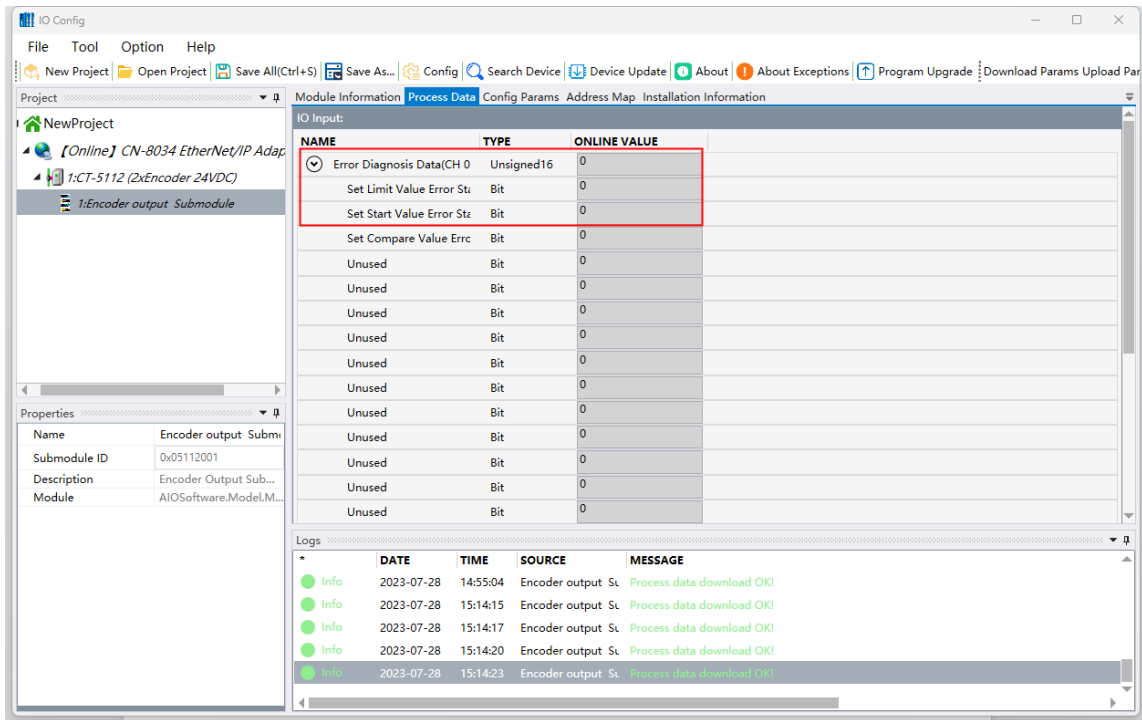 IO Config
File Tool Option Help
New Project Open Project Save All(Ctrl+S) Save As... Config Search Device Device Update About About Exceptions Program Upgrade Download Params Upload Par
Project
NewProject
【Online】 CN-8034 EtherNet/IP Adap
1:CT-5112 (2xEncoder 24VDC)
1:Encoder output Submodule
Properties
Name Encoder output Subm
Submodule ID 0x05112001
Description Encoder Output Sub...
Module AIOSoftware.Model.M...
Module Information Process Data Config Params Address Map Installation Information
IO Input:
NAME TYPE ONLINE VALUE
Error Diagnosis Data(CH 0 Unsigned16 0
Set Limit Value Error Sta Bit 0
Set Start Value Error Sta Bit 0
Set Compare Value Errc Bit 0
Unused Bit 0
Unused Bit 0
Unused Bit 0
Unused Bit 0
Unused Bit 0
Unused Bit 0
Unused Bit 0
Unused Bit 0
Unused Bit 0
Unused Bit 0
Unused Bit 0
Logs
* DATE TIME SOURCE MESSAGE
Info 2023-07-28 14:55:04 Encoder output Su Process data download OK!
Info 2023-07-28 15:14:15 Encoder output Su Process data download OK!
Info 2023-07-28 15:14:17 Encoder output Su Process data download OK!
Info 2023-07-28 15:14:20 Encoder output Su Process data download OK!
Info 2023-07-28 15:14:23 Encoder output Su Process data download OK!